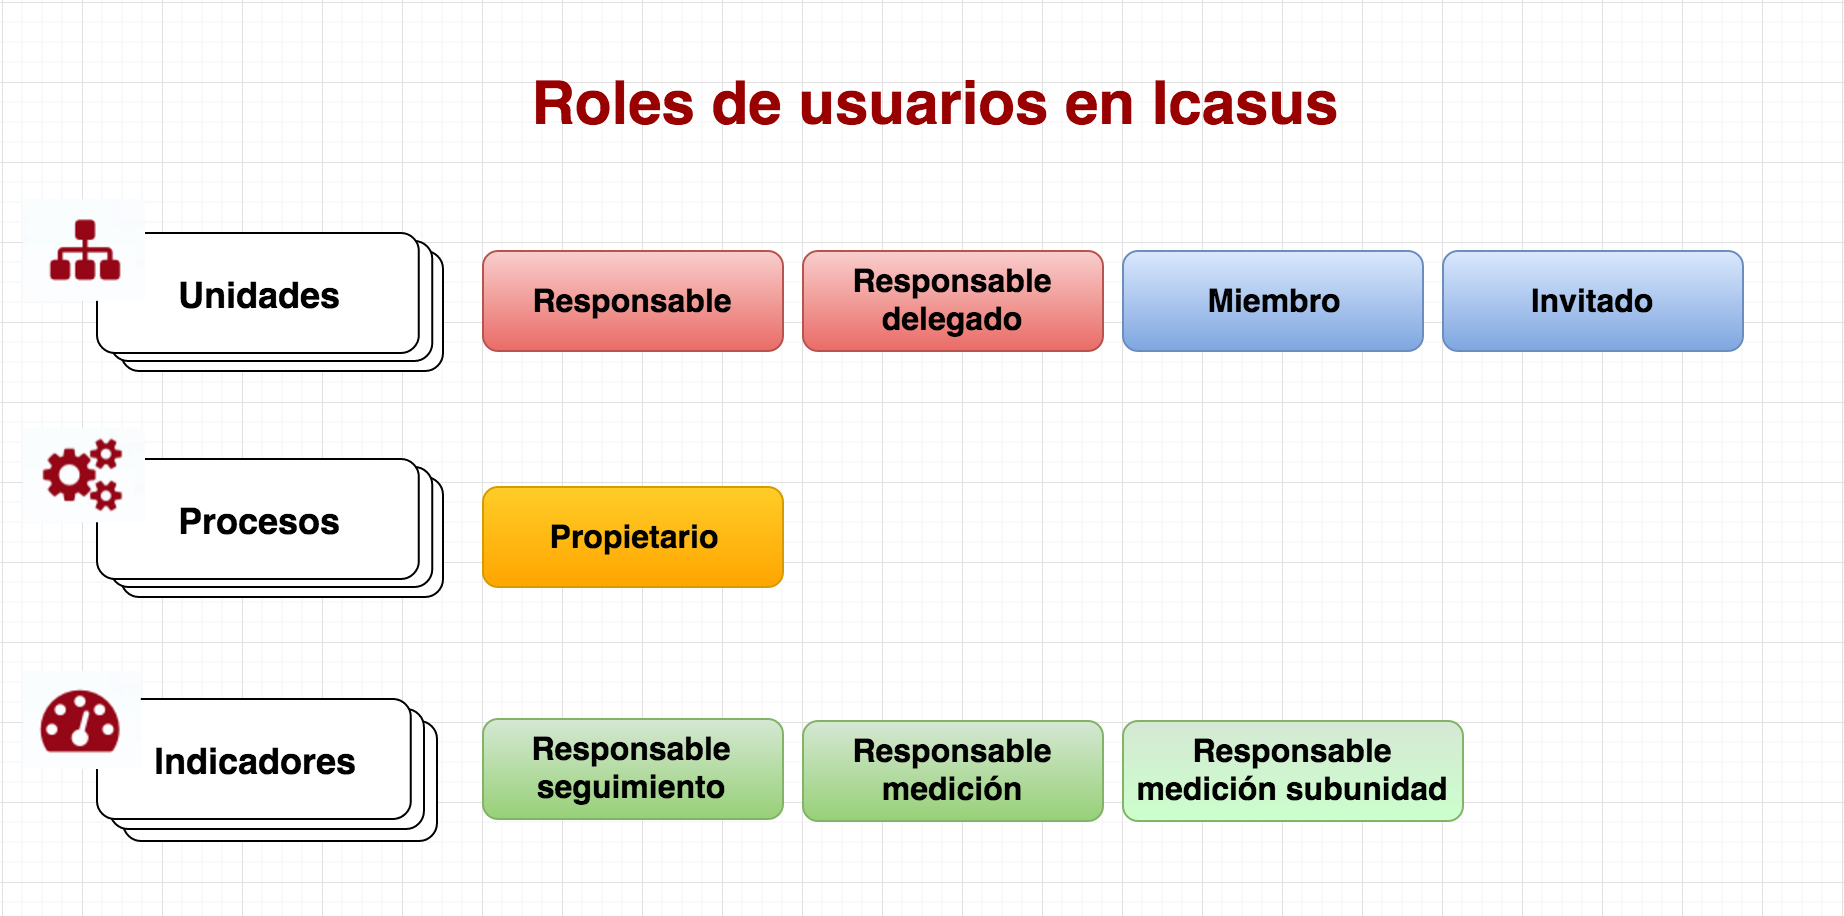 Roles de usuarios en Icasus
Unidades
Responsable
Responsable
delegado
Miembro
Invitado
Procesos
Propietario
Indicadores
Responsable
seguimiento
Responsable
medición
Responsable
medición subunidad